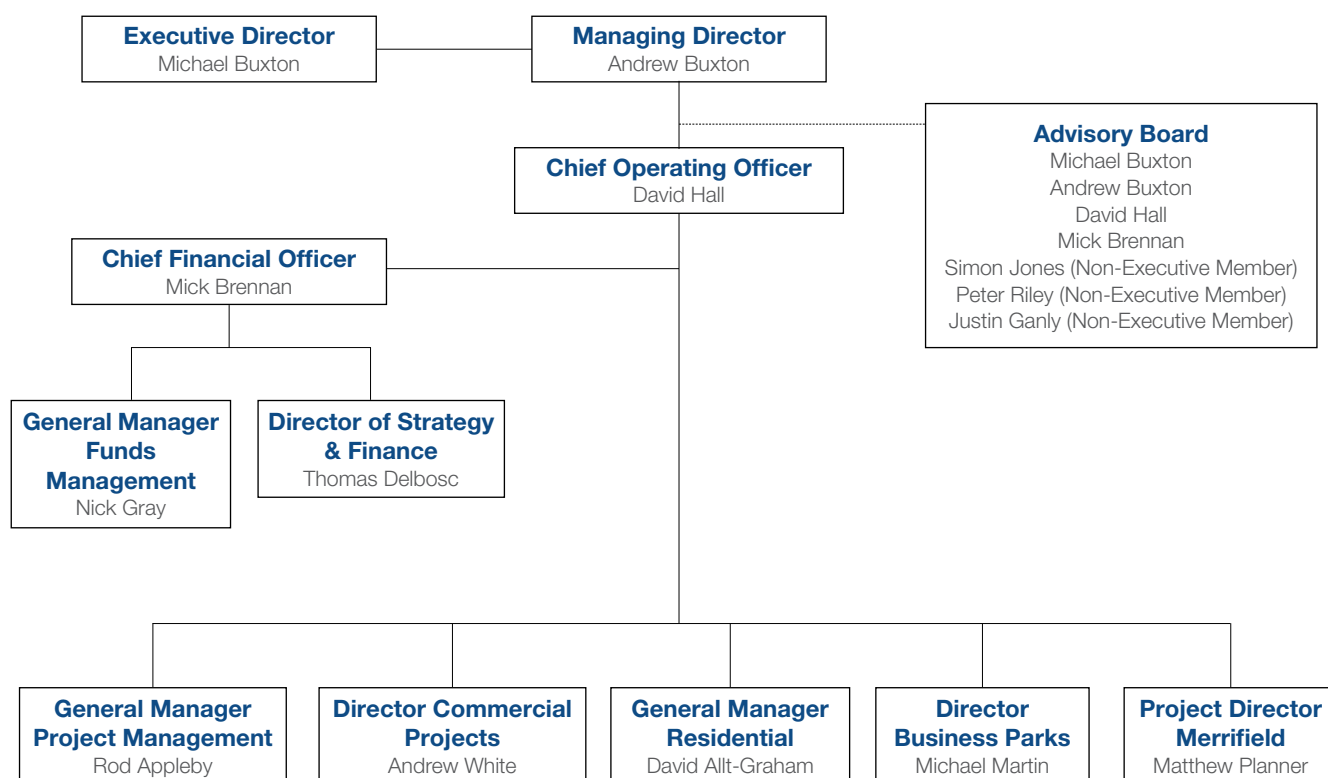 Executive Director
Michael Buxton
Managing Director
Andrew Buxton
Advisory Board
Michael Buxton
Andrew Buxton
David Hall
Mick Brennan
Simon Jones (Non-Executive Member)
Peter Riley (Non-Executive Member)
Justin Ganly (Non-Executive Member)
Chief Operating Officer
David Hall
Chief Financial Officer
Mick Brennan
General Manager
Funds
Management
Nick Gray
Director of Strategy
& Finance
Thomas Delbosc
General Manager
Project Management
Rod Appleby
Director Commercial
Projects
Andrew White
General Manager
Residential
David Allt-Graham
Director
Business Parks
Michael Martin
Project Director
Merrifield
Matthew Planner